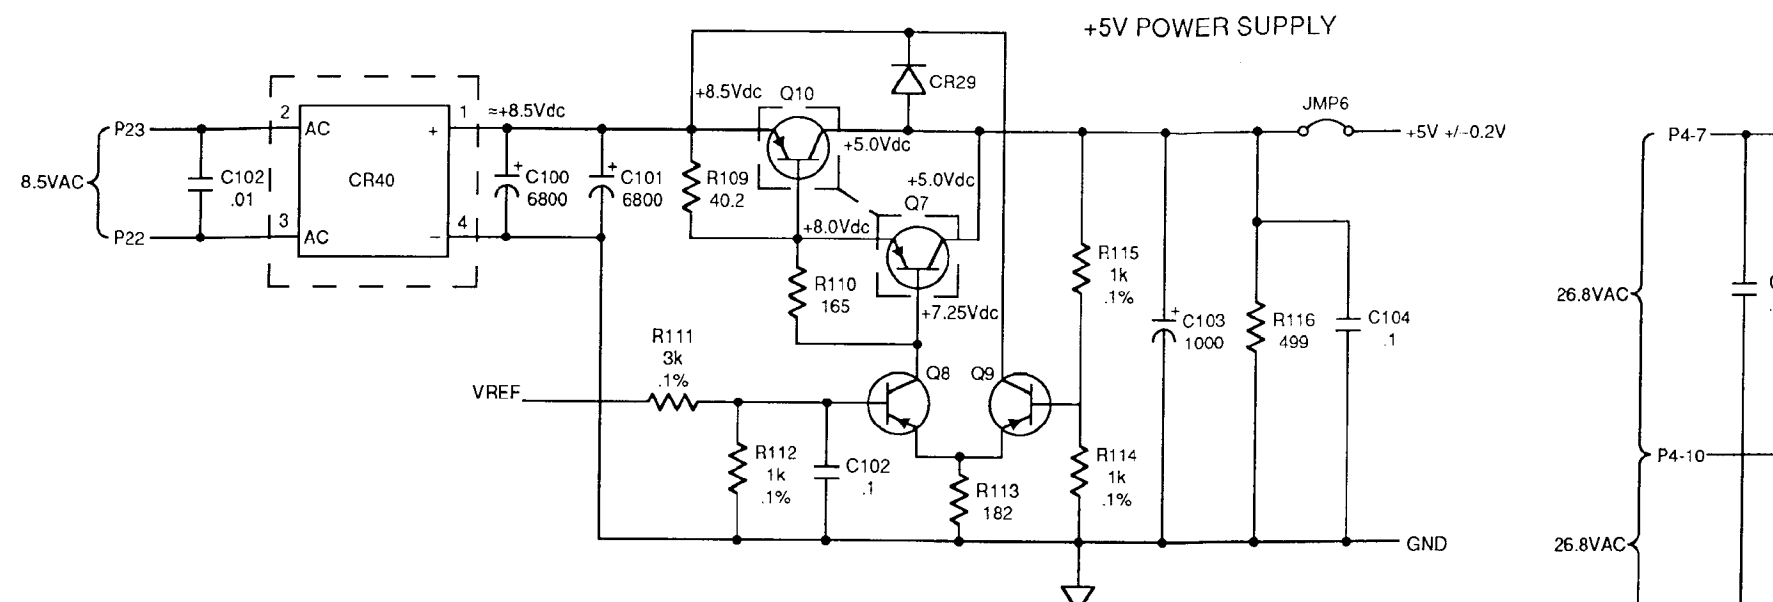 +5V POWER SUPPLY
8.5VAC
P23
P22
C102
.01
2
AC
3
AC
CR40
1
+
4
−
≈+8.5Vdc
+
C100
6800
+
C101
6800
+8.5Vdc
Q10
CR29
R109
40.2
+5.0Vdc
+5.0Vdc
Q7
+8.0Vdc
R110
165
+7.25Vdc
R111
3k
.1%
VREF
Q8
Q9
R112
1k
.1%
C102
.1
R113
182
R115
1k
.1%
R114
1k
.1%
+
C103
1000
R116
499
C104
.1
JMP6
+5V +/-0.2V
GND
P4-7
26.8VAC
P4-10
26.8VAC